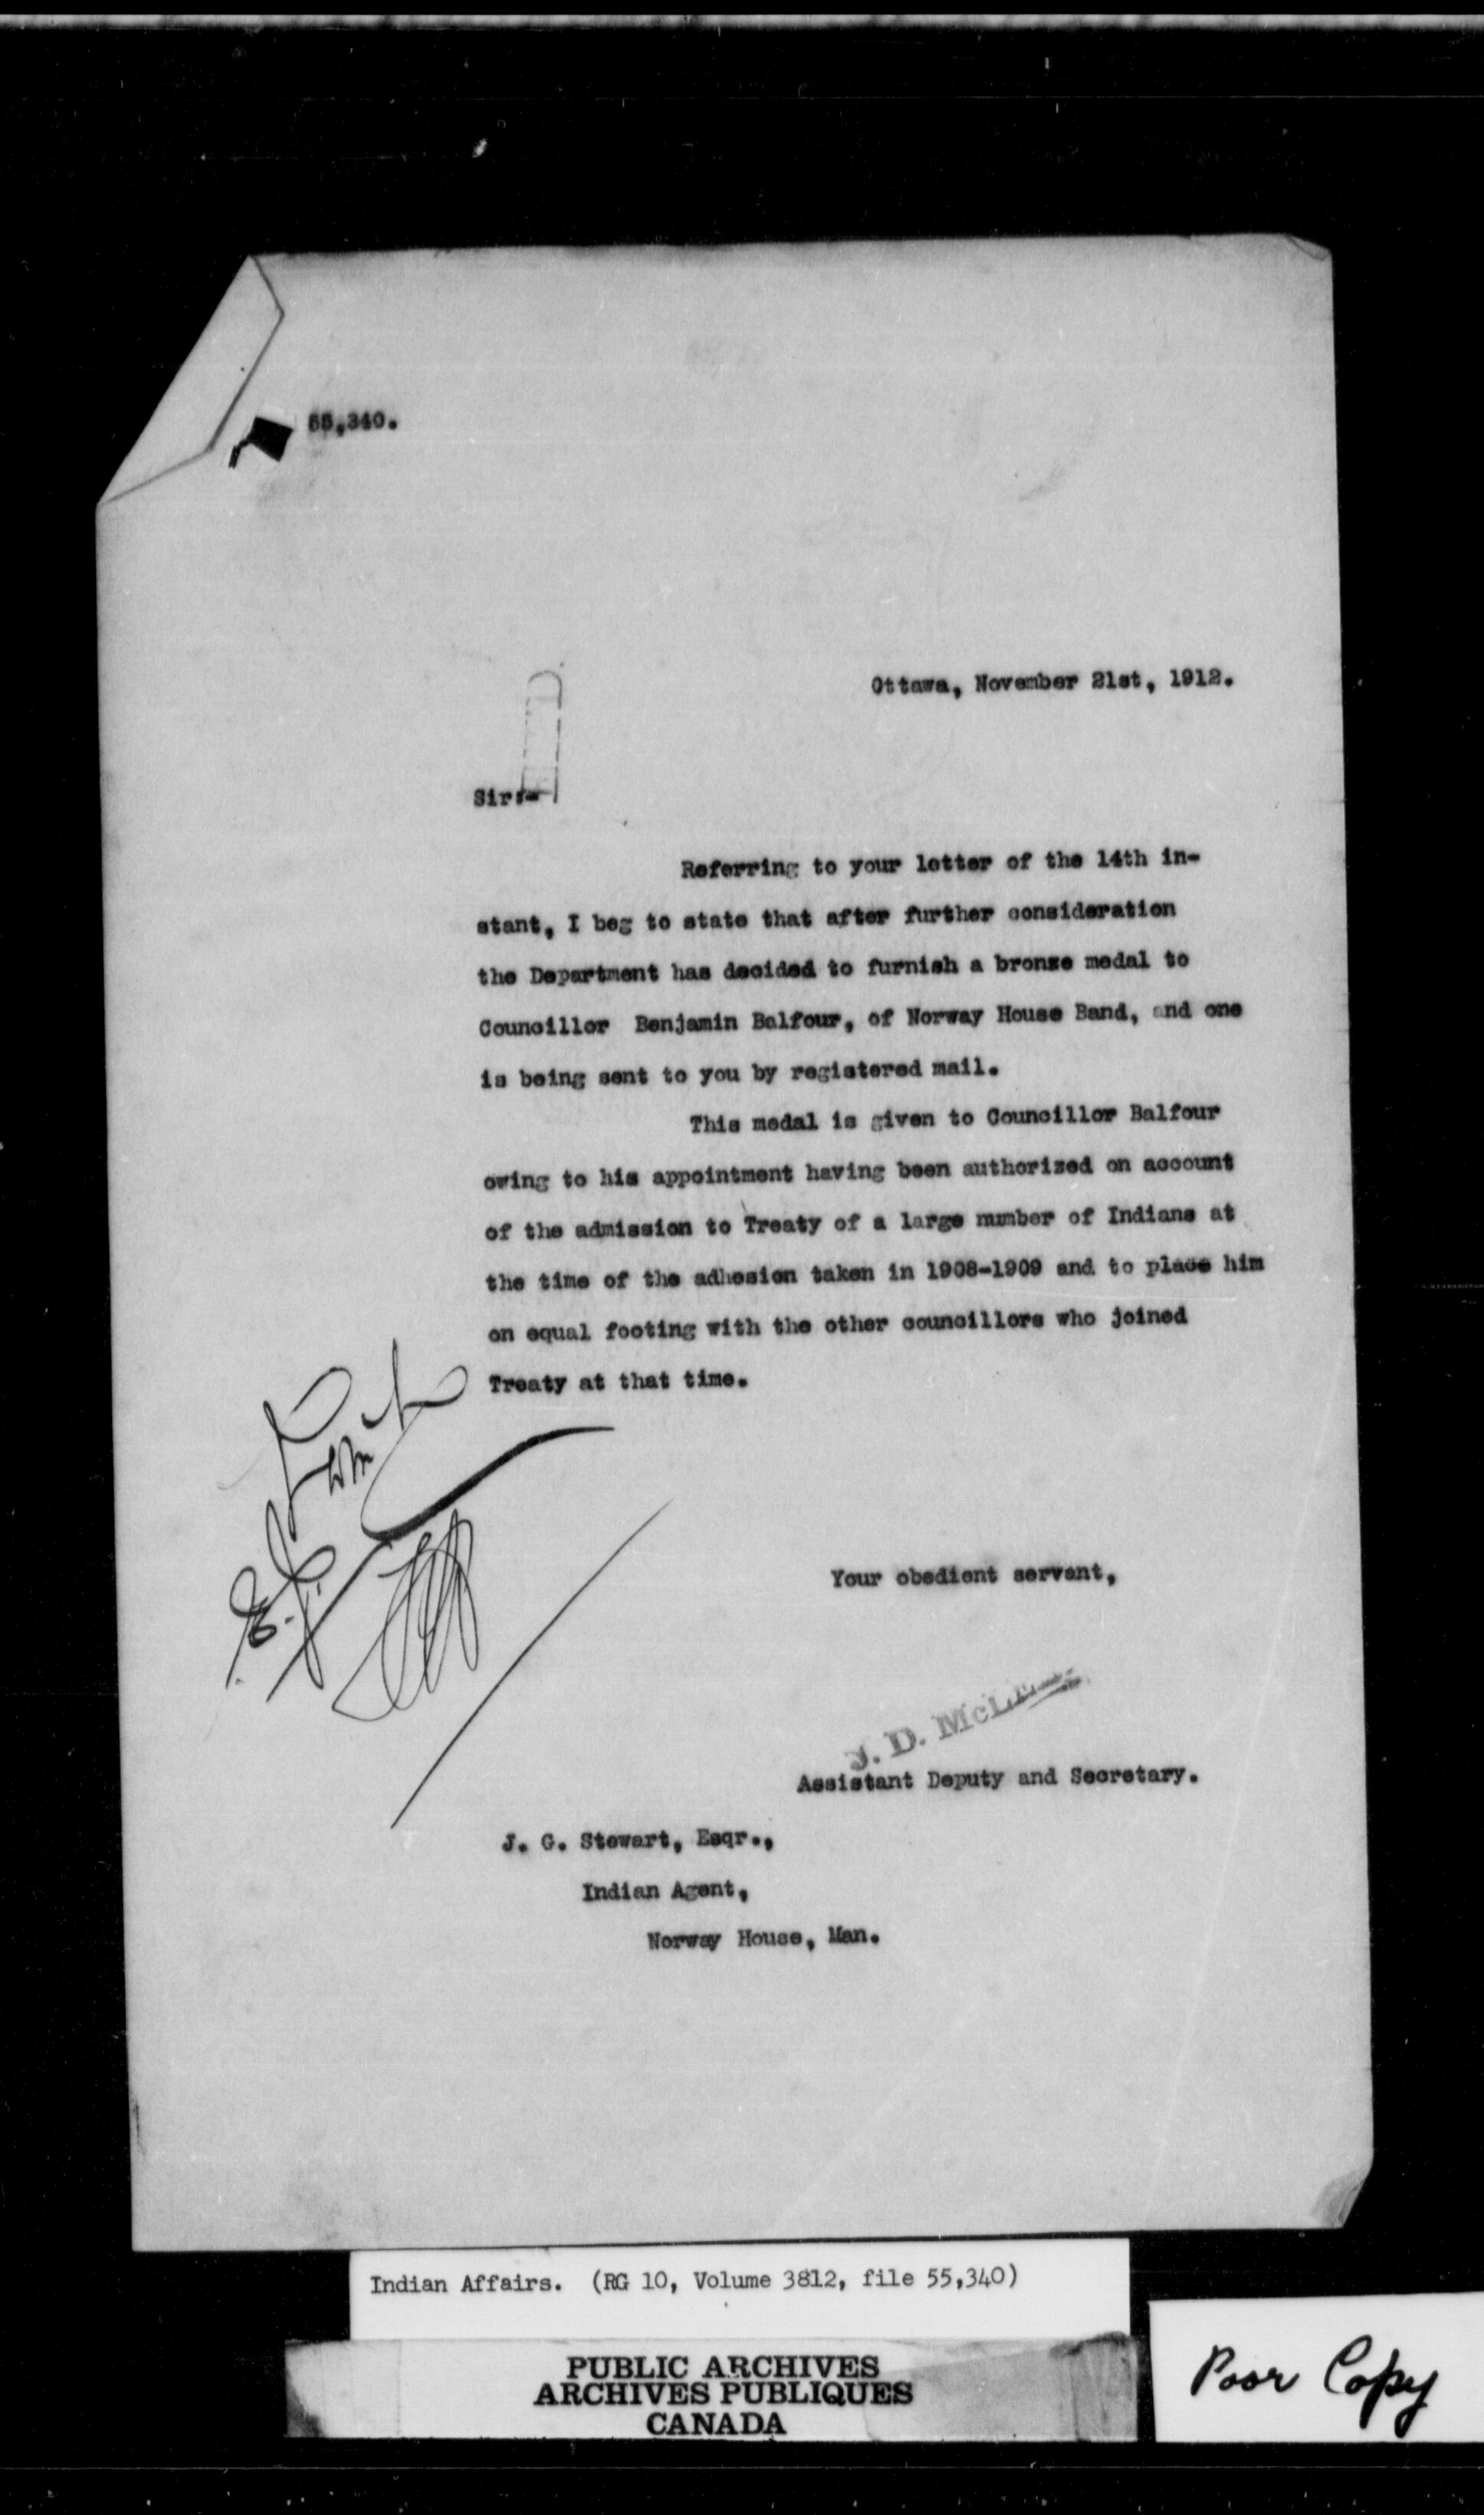 55,340.
Ottawa, November 21st, 1912.
Sir:-
Referring to your letter of the 14th in-
stant, I beg to state that after further consideration
the Department has decided to furnish a bronze medal to
Councillor Benjamin Balfour, of Norway House Band, and one
is being sent to you by registered mail.
This medal is given to Councillor Balfour
owing to his appointment having been authorized on account
of the admission to Treaty of a large number of Indians at
the time of the adhesion taken in 1908-1909 and to place him
on equal footing with the other councillors who joined
Treaty at that time.
Your obedient servant,
J. D.
Assistant Deputy and Secretary.
J. G. Stewart, Esqr.,
Indian Agent,
Norway House, Man.
Indian Affairs. (RG 10, Volume 3812, file 55,340)
PUBLIC ARCHIVES
ARCHIVES PUBLIQUES
CANADA
Poor Copy